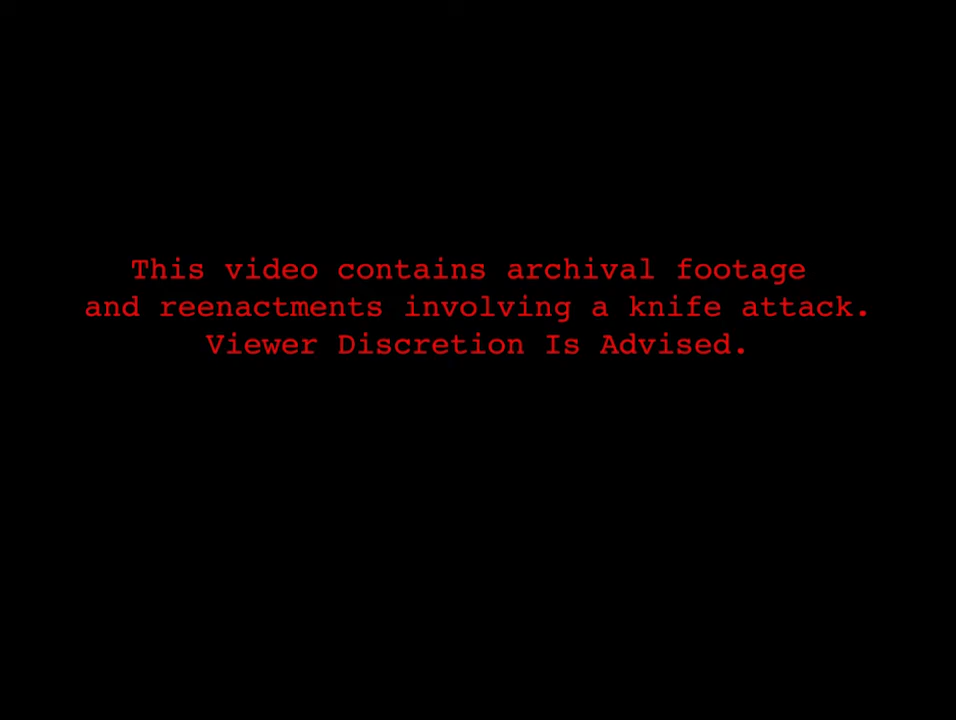 This video contains archival footage
and reenactments involving a knife attack.
Viewer Discretion Is Advised.